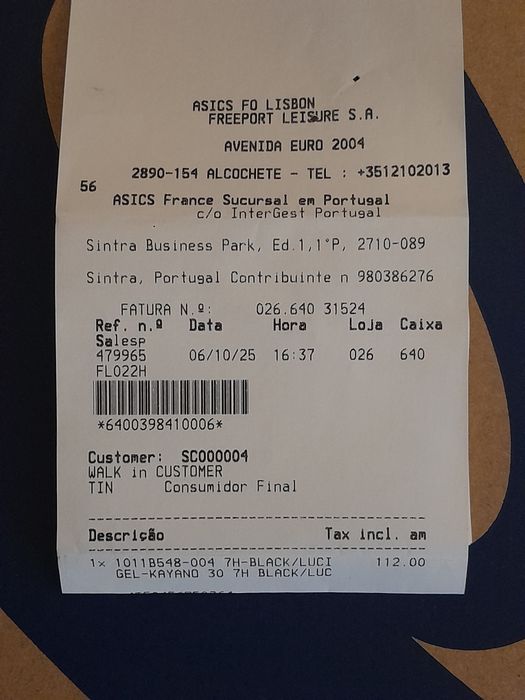 ASICS FO LISBON
FREEPORT LEISURE S.A.
AVENIDA EURO 2004
2890-154 ALCOCHETE - TEL : +3512102013
56
ASICS France Sucursal em Portugal
c/o InterGest Portugal
Sintra Business Park, Ed.1,1°P, 2710-089
Sintra, Portugal Contribuinte n 980386276
FATURA N.º: 026.640 31524
Ref. n.º Data Hora Loja Caixa
Salesp
479965 06/10/25 16:37 026 640
FL022H
*6400398410006*
Customer: SC000004
WALK in CUSTOMER
TIN Consumidor Final
Descrição Tax incl. am
1x 1011B548-004 7H-BLACK/LUCI 112.00
GEL-KAYANO 30 7H BLACK/LUC